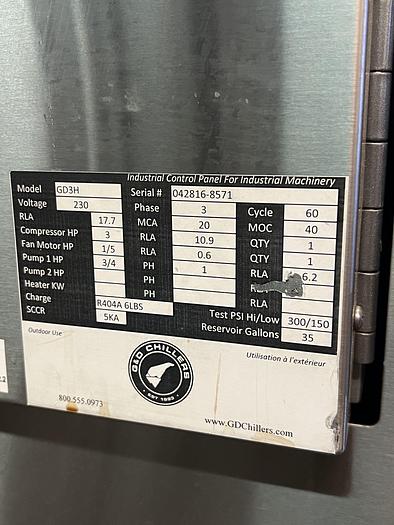 Industrial Control Panel For Industrial Machinery
Model GD3H Serial # 042816-8571
Voltage 230 Phase 3 Cycle 60
RLA 17.7 MCA 20 MOC 40
Compressor HP 3 RLA 10.9 QTY 1
Fan Motor HP 1/5 RLA 0.6 QTY 1
Pump 1 HP 3/4 PH 1 RLA 6.2
Pump 2 HP PH
Heater KW PH RLA
Charge R404A 6LBS Test PSI Hi/Low 300/150
SCCR 5KA Reservoir Gallons 35
Outdoor Use Utilisation à l'extérieur
G&D CHILLERS
EST 1993
800.555.0973 www.GDChillers.com